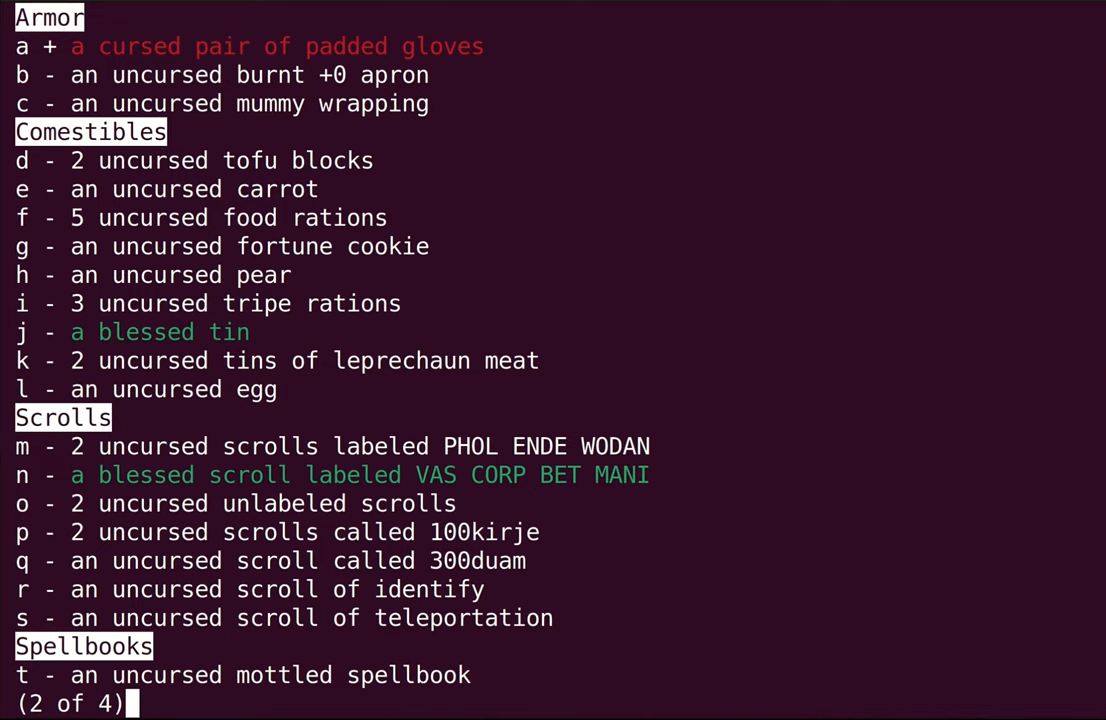 Armor
a + a cursed pair of padded gloves
b - an uncursed burnt +0 apron
c - an uncursed mummy wrapping
Comestibles
d - 2 uncursed tofu blocks
e - an uncursed carrot
f - 5 uncursed food rations
g - an uncursed fortune cookie
h - an uncursed pear
i - 3 uncursed tripe rations
j - a blessed tin
k - 2 uncursed tins of leprechaun meat
l - an uncursed egg
Scrolls
m - 2 uncursed scrolls labeled PHOL ENDE WODAN
n - a blessed scroll labeled VAS CORP BET MANI
o - 2 uncursed unlabeled scrolls
p - 2 uncursed scrolls called 100kirje
q - an uncursed scroll called 300duam
r - an uncursed scroll of identify
s - an uncursed scroll of teleportation
Spellbooks
t - an uncursed mottled spellbook
(2 of 4)